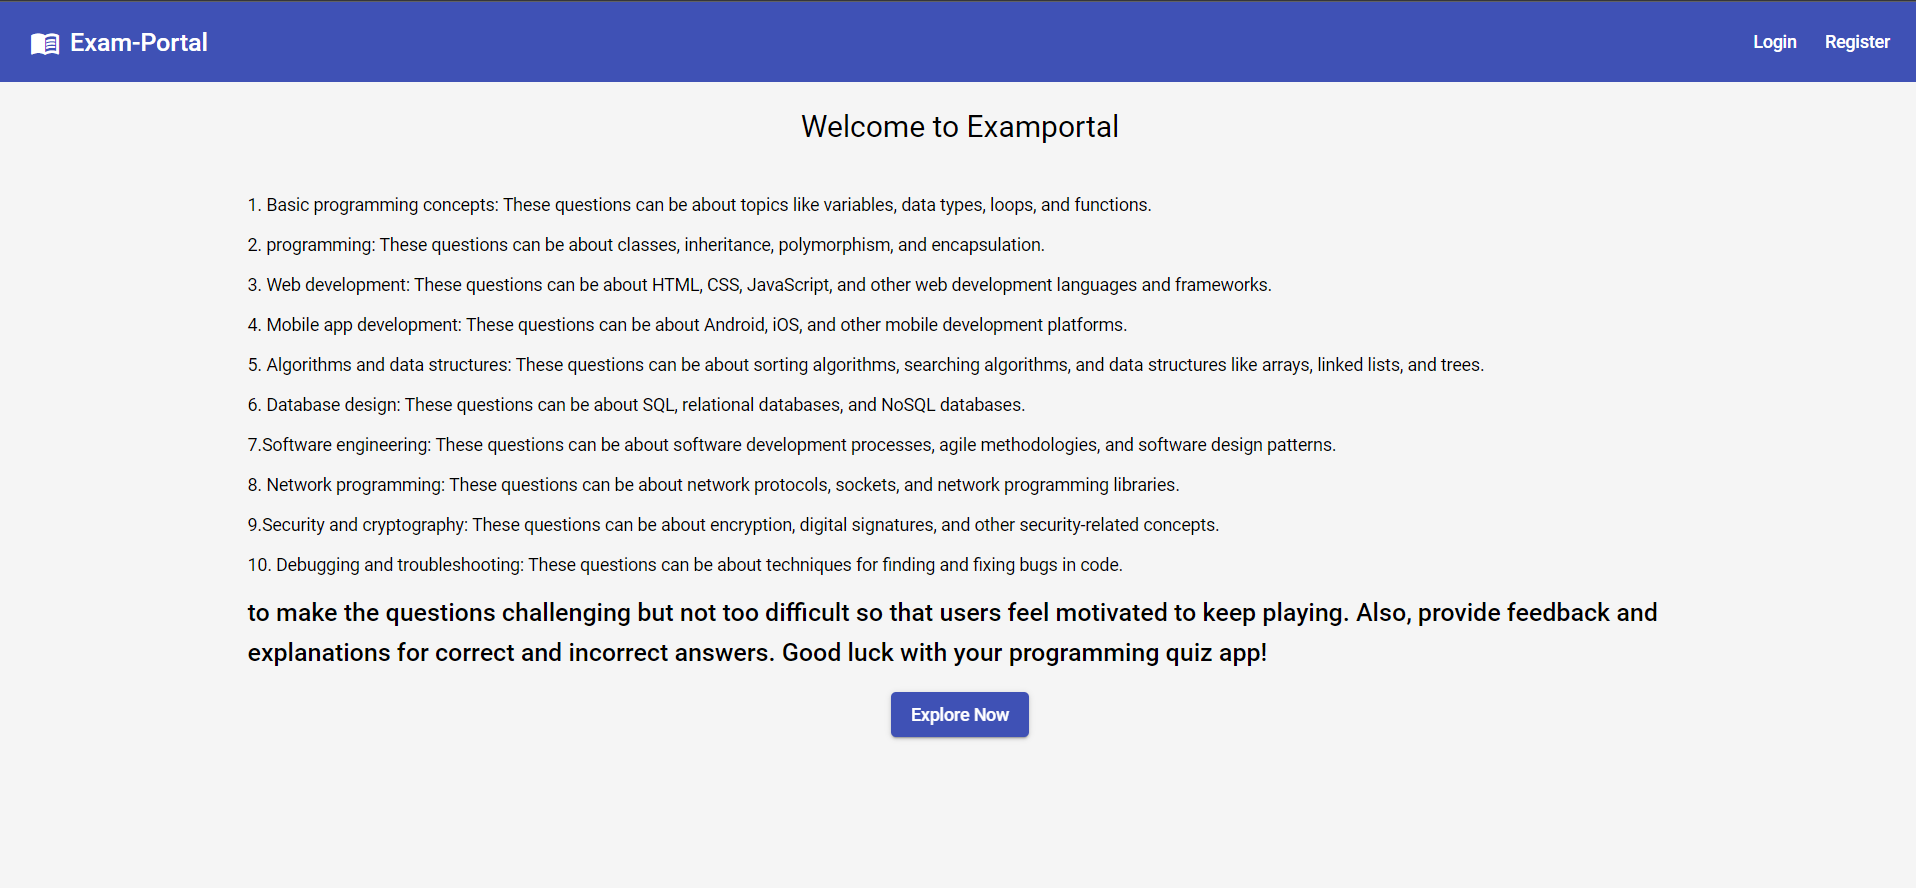 Exam-Portal
Login
Register
Welcome to Examportal
1. Basic programming concepts: These questions can be about topics like variables, data types, loops, and functions.
2. programming: These questions can be about classes, inheritance, polymorphism, and encapsulation.
3. Web development: These questions can be about HTML, CSS, JavaScript, and other web development languages and frameworks.
4. Mobile app development: These questions can be about Android, iOS, and other mobile development platforms.
5. Algorithms and data structures: These questions can be about sorting algorithms, searching algorithms, and data structures like arrays, linked lists, and trees.
6. Database design: These questions can be about SQL, relational databases, and NoSQL databases.
7.Software engineering: These questions can be about software development processes, agile methodologies, and software design patterns.
8. Network programming: These questions can be about network protocols, sockets, and network programming libraries.
9.Security and cryptography: These questions can be about encryption, digital signatures, and other security-related concepts.
10. Debugging and troubleshooting: These questions can be about techniques for finding and fixing bugs in code.
to make the questions challenging but not too difficult so that users feel motivated to keep playing. Also, provide feedback and
explanations for correct and incorrect answers. Good luck with your programming quiz app!
Explore Now